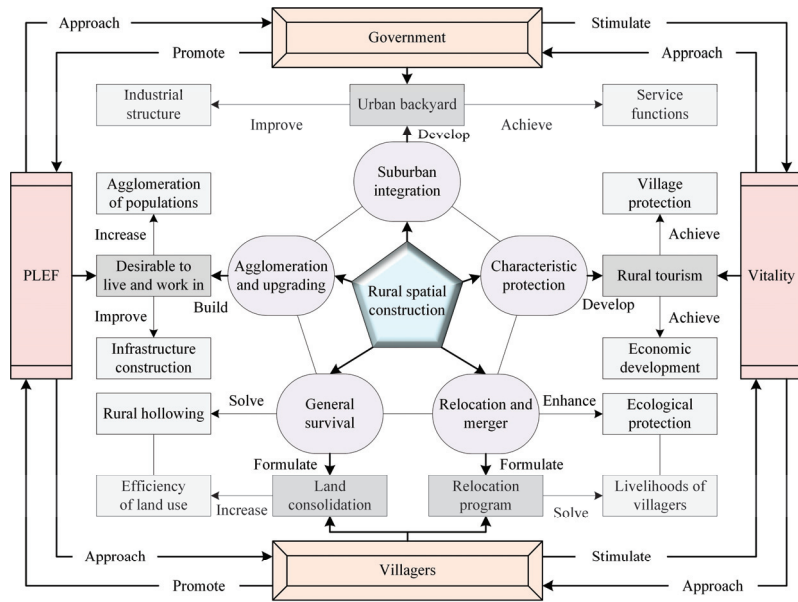 Approach
Government
Stimulate
Promote
Approach
Industrial
structure
Urban backyard
Service
functions
Improve
Develop
Achieve
Suburban
integration
Agglomeration
of populations
Village
protection
Increase
Achieve
PLEF
Desirable to
live and work in
Agglomeration
and upgrading
Rural spatial
construction
Characteristic
protection
Rural tourism
Vitality
Build
Develop
Improve
Achieve
Infrastructure
construction
Economic
development
Rural hollowing
Solve
General
survival
Relocation and
merger
Enhance
Ecological
protection
Formulate
Formulate
Efficiency
of land use
Increase
Land
consolidation
Relocation
program
Solve
Livelihoods of
villagers
Approach
Villagers
Stimulate
Promote
Approach